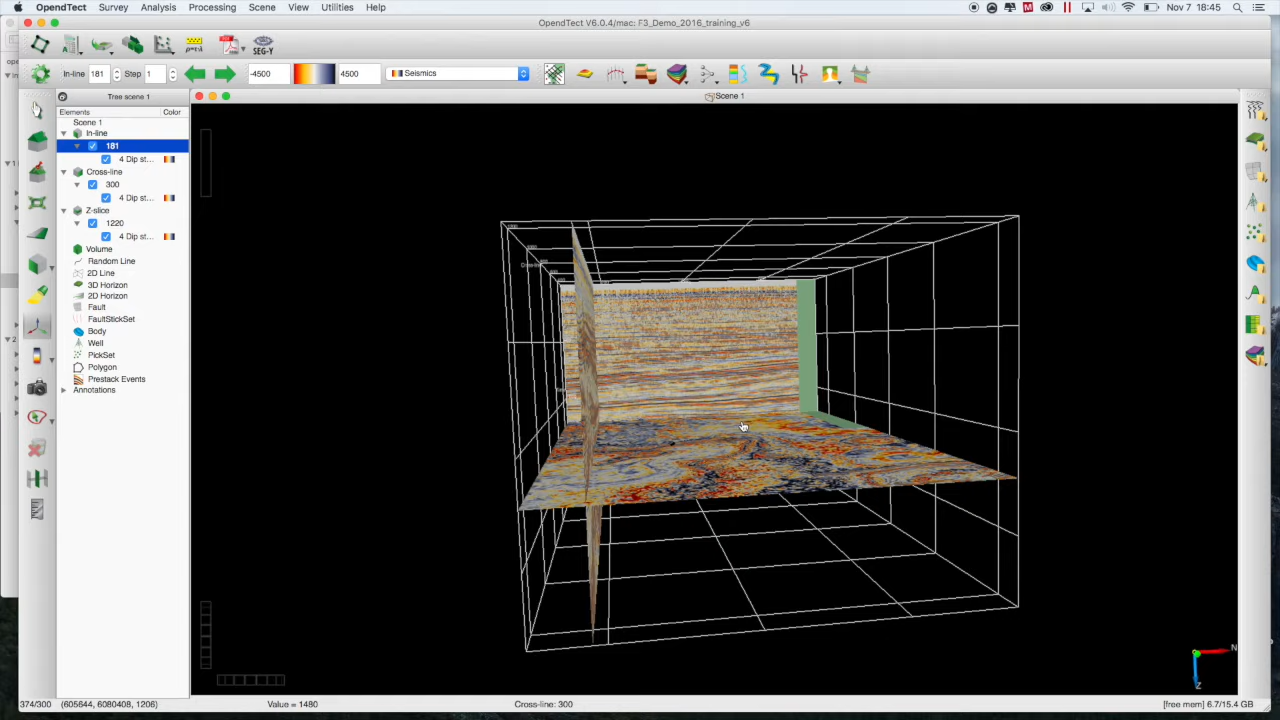 OpenTect Survey Analysis Processing Scene View Utilities Help Nov 7 18:45
OpendTect V6.0.4/mac: F3_Demo_2016_training_v6
SEG-Y
In-line 181 Step 1 -4500 4500 Seismics
Tree scene 1 Scene 1
Elements Color
Scene 1
In-line
181
4 Dip st...
Cross-line
300
4 Dip st...
Z-slice
1220
4 Dip st...
Volume
Random Line
2D Line
3D Horizon
2D Horizon
Fault
FaultStickSet
Body
Well
PickSet
Polygon
Prestack Events
Annotations
N
Z
374/300 (605644, 6080408, 1206) Value = 1480 Cross-line: 300 [free mem] 6.7/15.4 GB